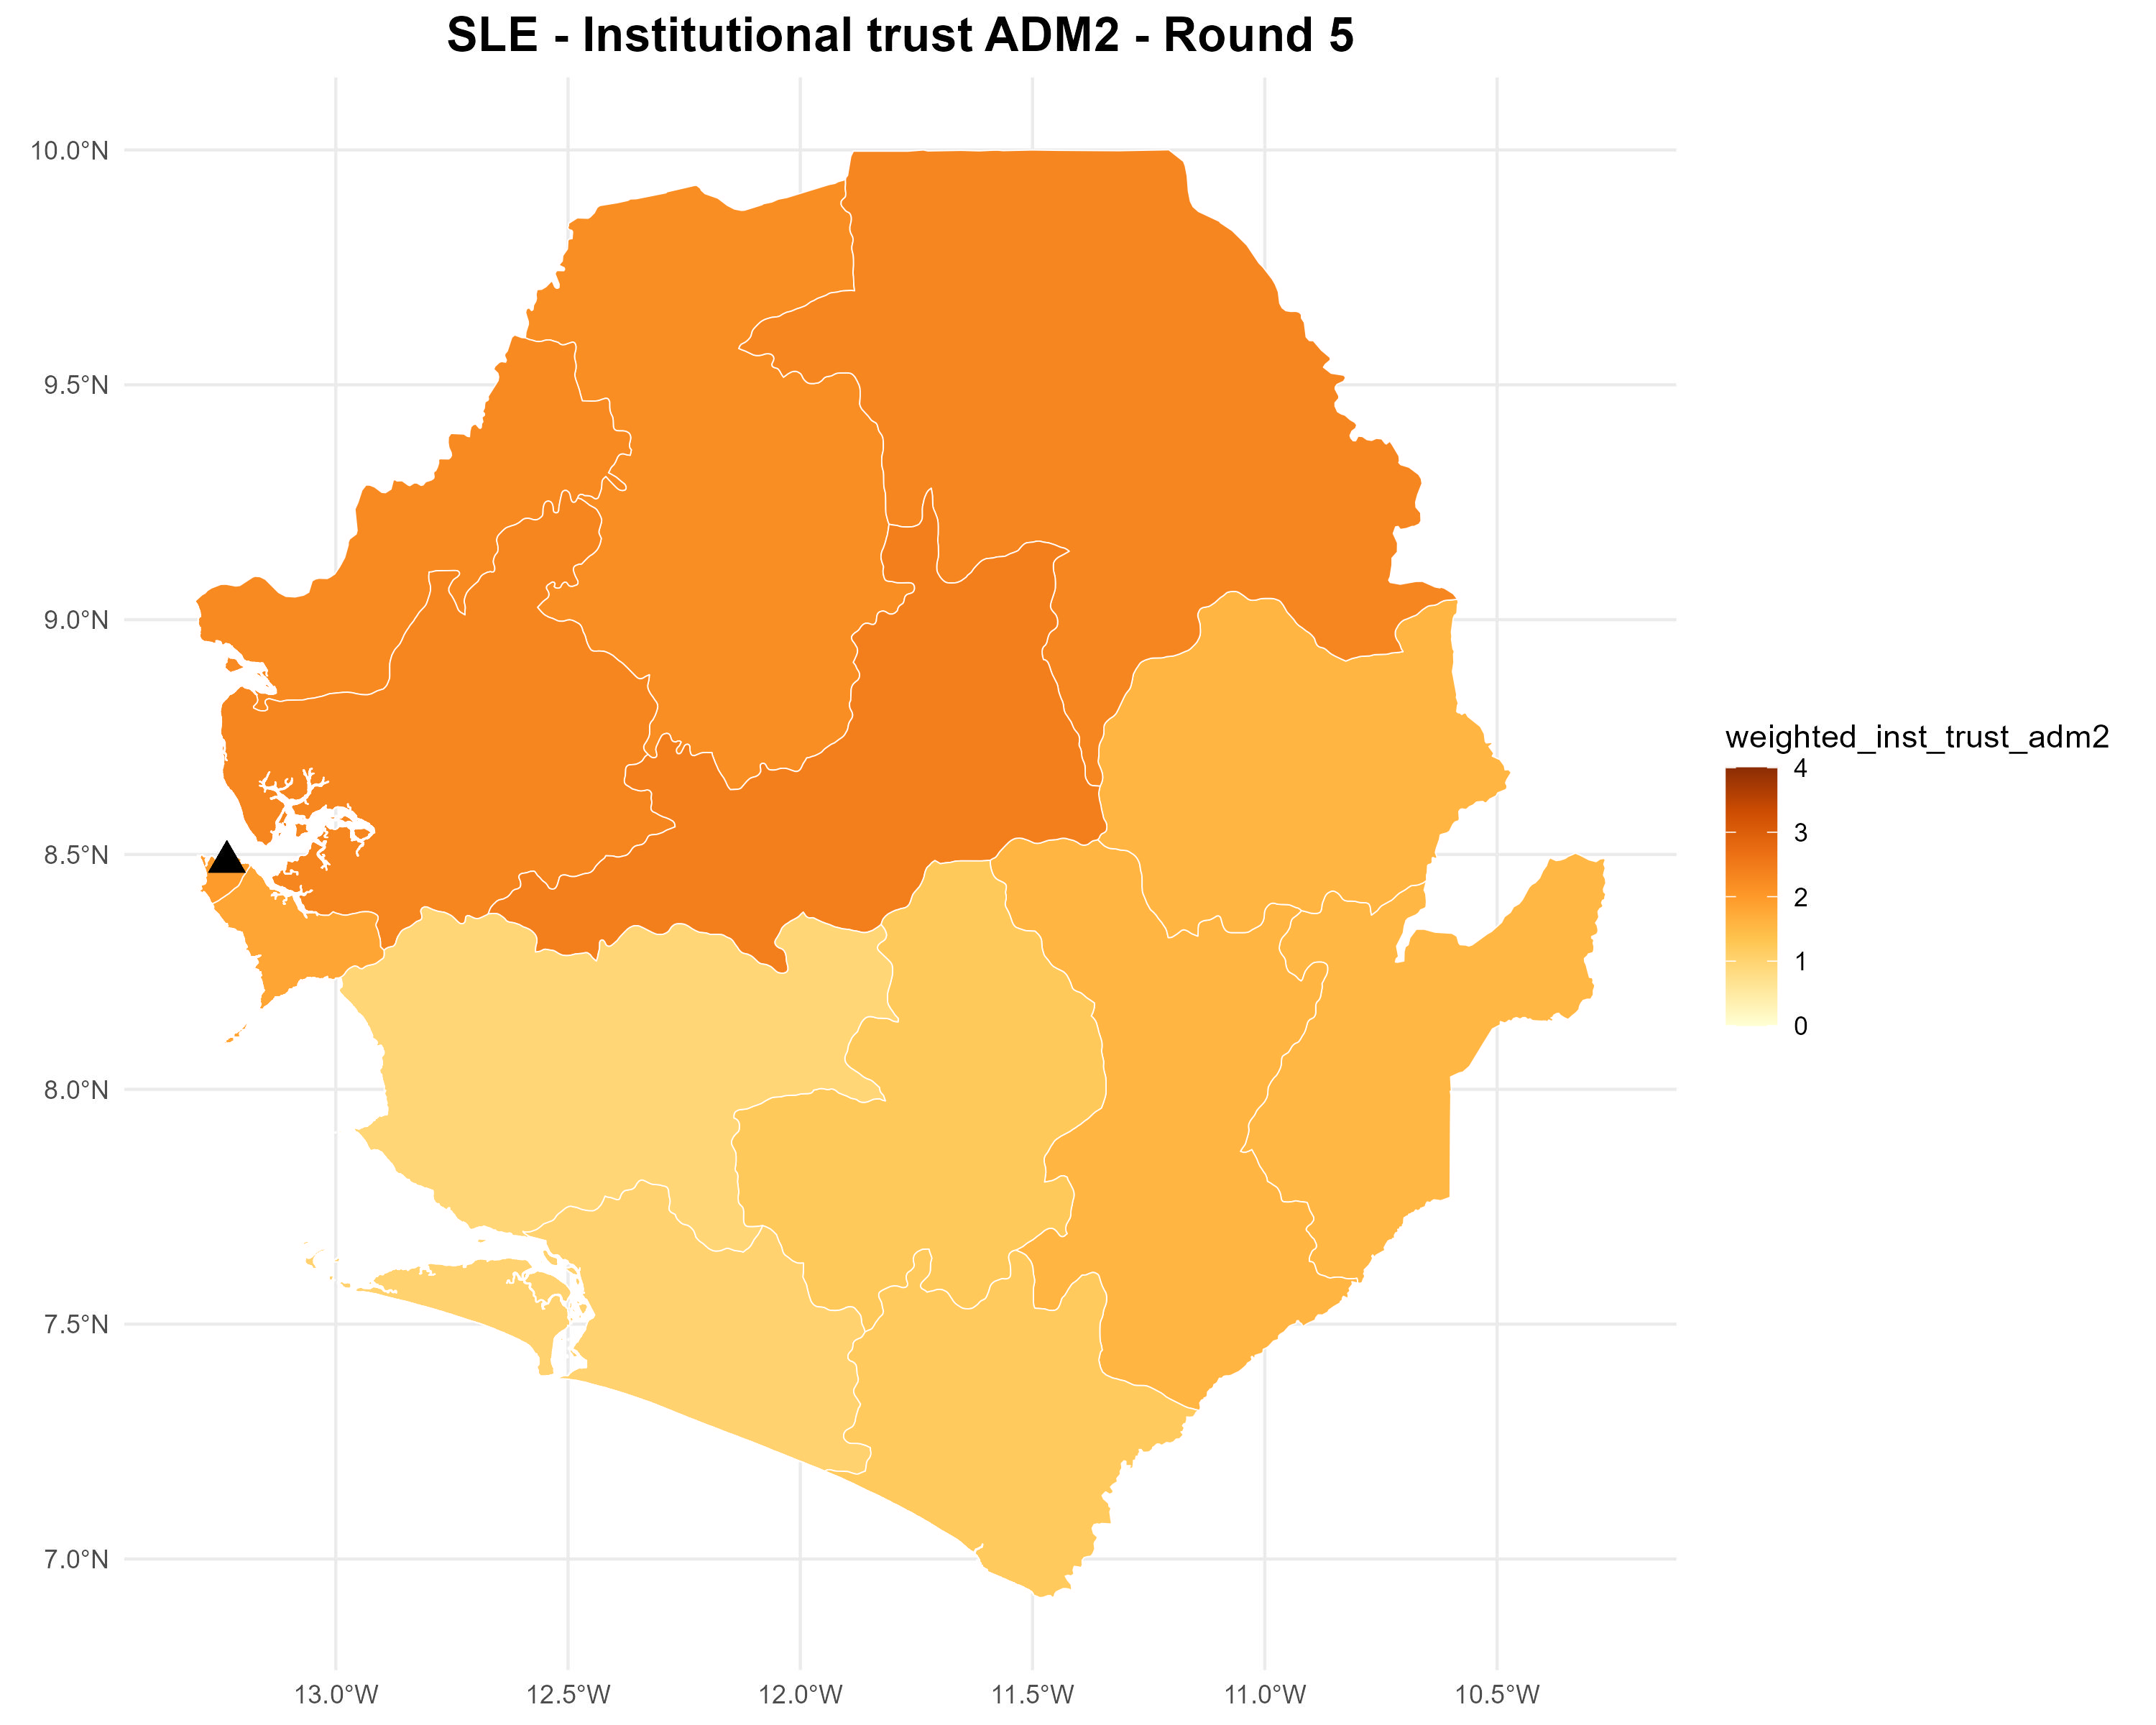 SLE - Institutional trust ADM2 - Round 5
10.0°N
9.5°N
9.0°N
8.5°N
8.0°N
7.5°N
7.0°N
13.0°W 12.5°W 12.0°W 11.5°W 11.0°W 10.5°W
weighted_inst_trust_adm2
4
3
2
1
0